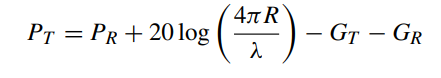 P_T = P_R + 20 log (4πR / λ) − G_T − G_R